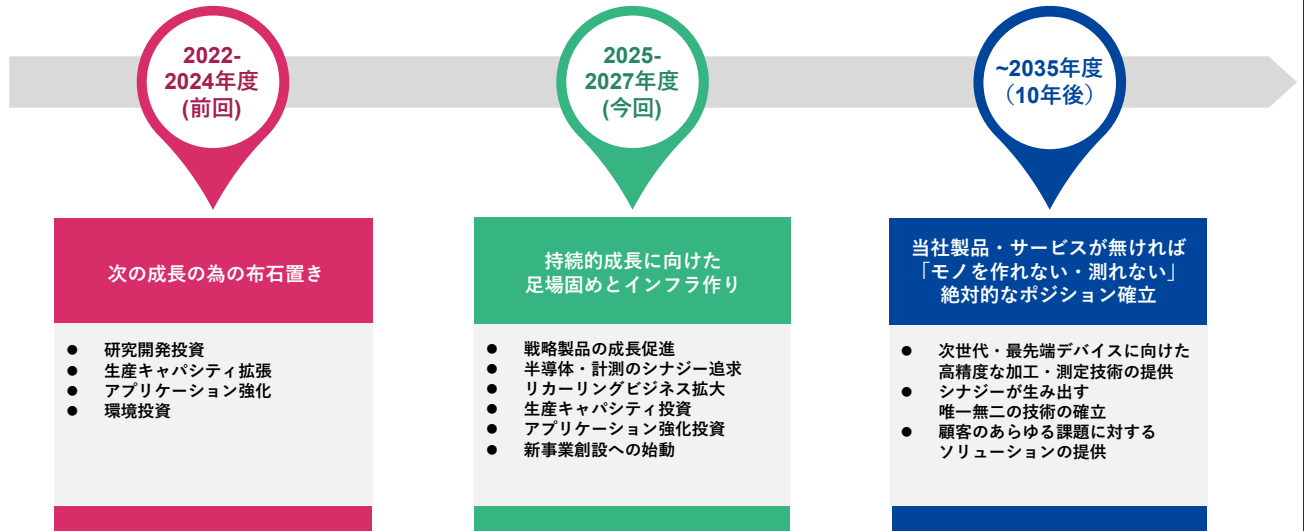 2022-
2024年度
(前回)
2025-
2027年度
(今回)
~2035年度
（10年後）
次の成長の為の布石置き
● 研究開発投資
● 生産キャパシティ拡張
● アプリケーション強化
● 環境投資
持続的成長に向けた
足場固めとインフラ作り
● 戦略製品の成長促進
● 半導体・計測のシナジー追求
● リカーリングビジネス拡大
● 生産キャパシティ投資
● アプリケーション強化投資
● 新事業創設への始動
当社製品・サービスが無ければ
「モノを作れない・測れない」
絶対的なポジション確立
● 次世代・最先端デバイスに向けた
高精度な加工・測定技術の提供
● シナジーが生み出す
唯一無二の技術の確立
● 顧客のあらゆる課題に対する
ソリューションの提供